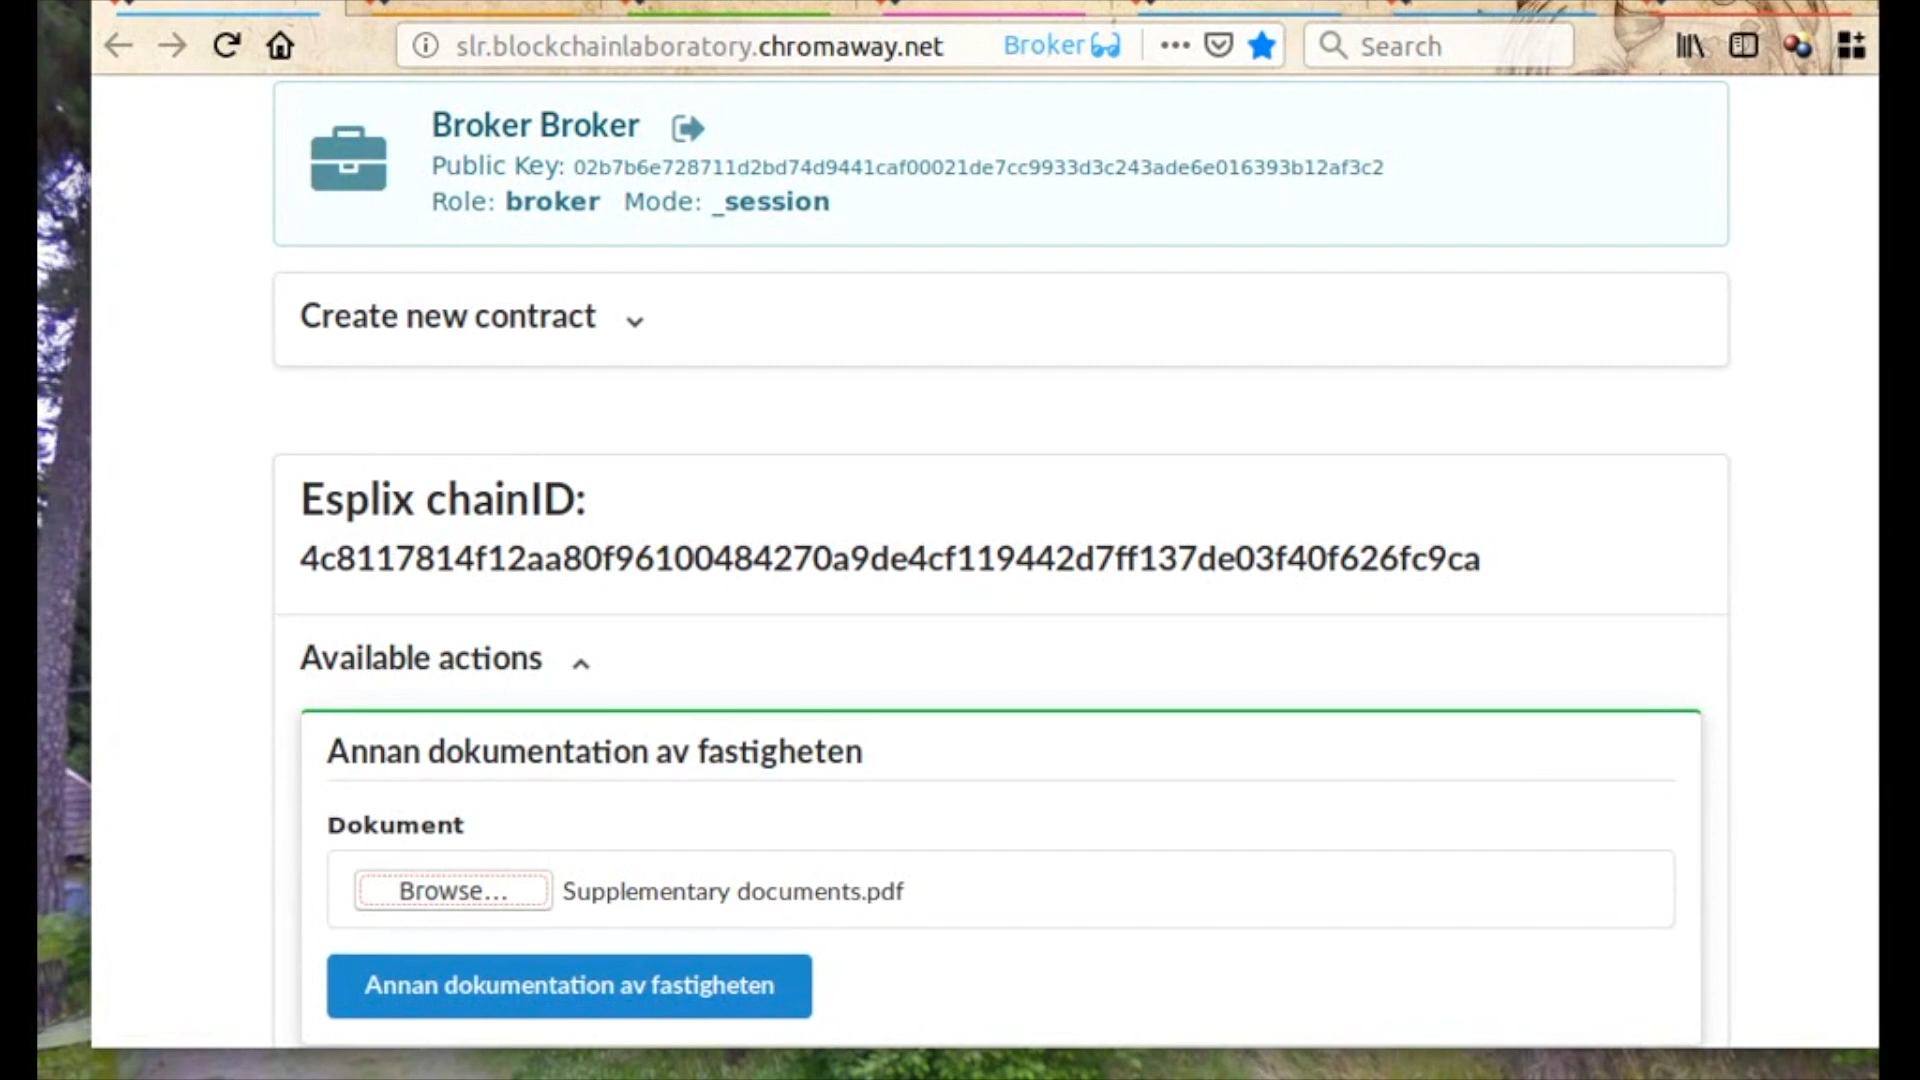 slr.blockchainlaboratory.chromaway.net
Broker
Search
Broker Broker
Public Key: 02b7b6e728711d2bd74d9441caf00021de7cc9933d3c243ade6e016393b12af3c2
Role: broker Mode: _session
Create new contract
Esplix chainID:
4c8117814f12aa80f96100484270a9de4cf119442d7ff137de03f40f626fc9ca
Available actions
Annan dokumentation av fastigheten
Dokument
Browse... Supplementary documents.pdf
Annan dokumentation av fastigheten